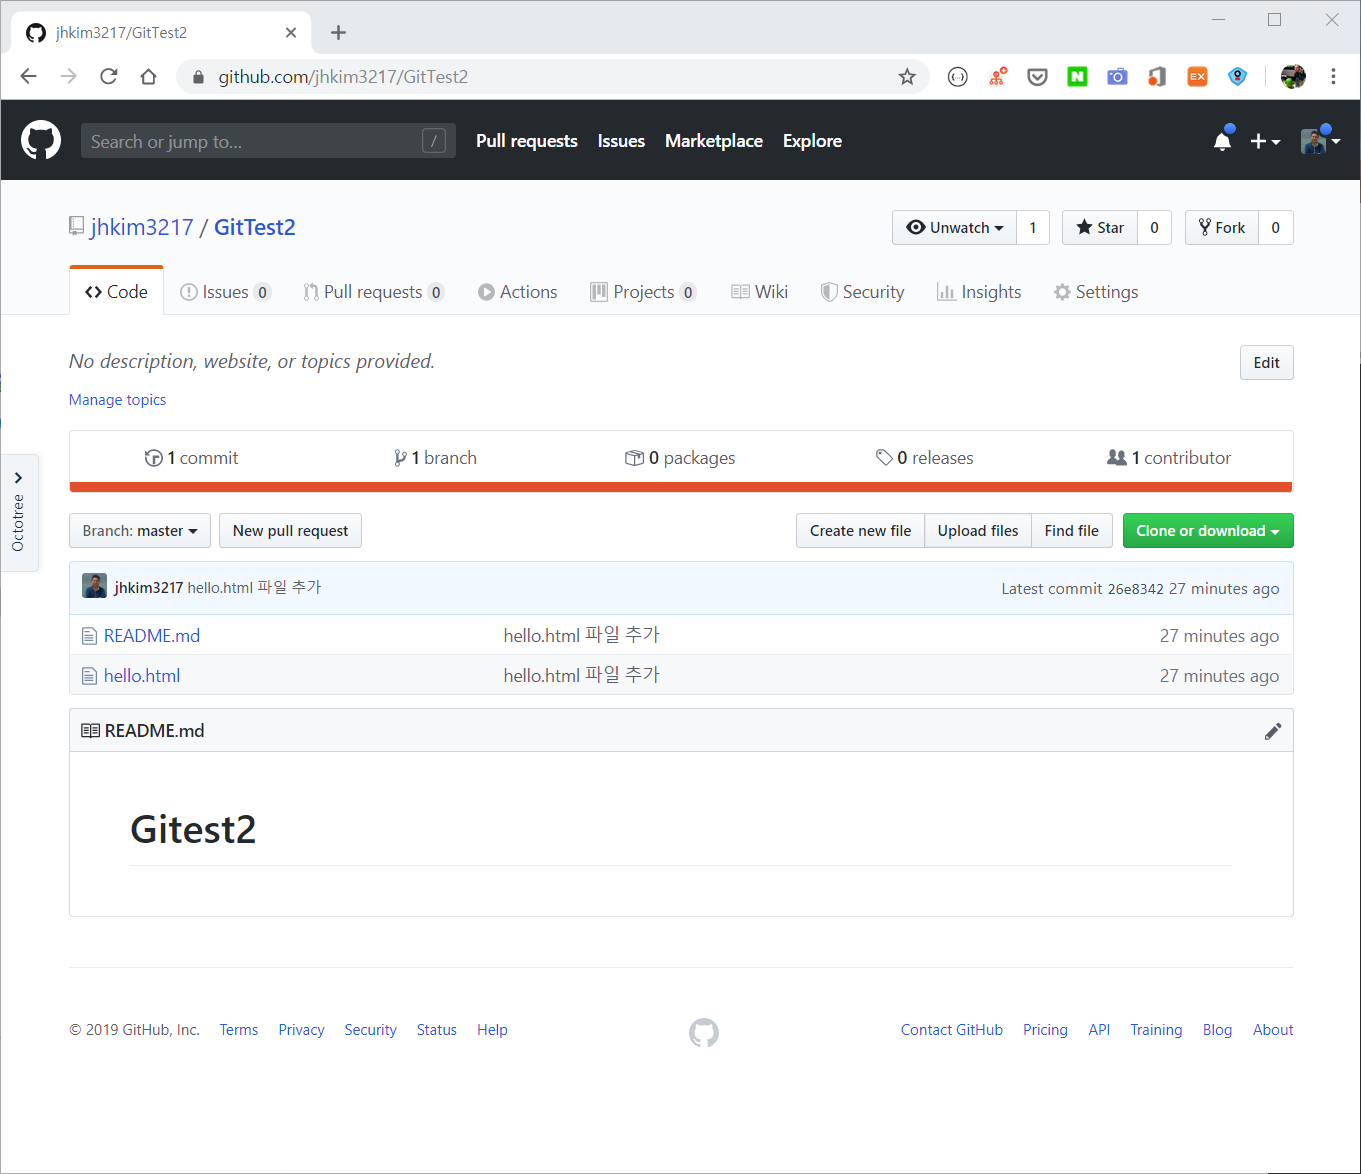 jhkim3217/GitTest2
github.com/jhkim3217/GitTest2
N
EX
Search or jump to...
/
Pull requests Issues Marketplace Explore
jhkim3217 / GitTest2
Unwatch 1 Star 0 Fork 0
Code Issues 0 Pull requests 0 Actions Projects 0 Wiki Security Insights Settings
No description, website, or topics provided.
Edit
Manage topics
1 commit 1 branch 0 packages 0 releases 1 contributor
Octotree
Branch: master New pull request Create new file Upload files Find file Clone or download
jhkim3217 hello.html 파일 추가 Latest commit 26e8342 27 minutes ago
README.md hello.html 파일 추가 27 minutes ago
hello.html hello.html 파일 추가 27 minutes ago
README.md
Gitest2
© 2019 GitHub, Inc. Terms Privacy Security Status Help Contact GitHub Pricing API Training Blog About